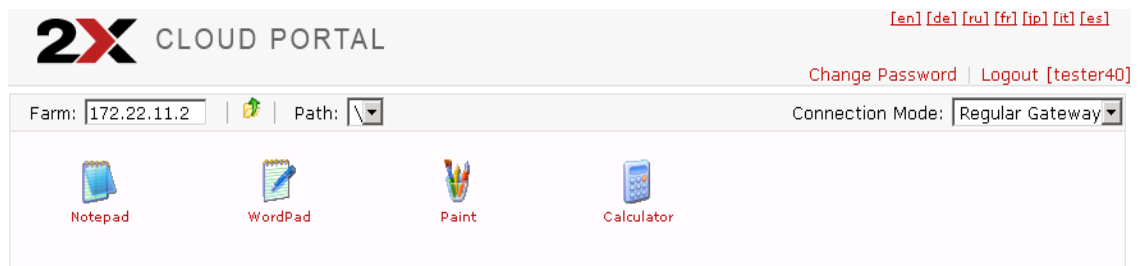 [en] [de] [ru] [fr] [jp] [it] [es]
2X CLOUD PORTAL
Change Password | Logout [tester40]
Farm: 172.22.11.2 | | Path: \ Connection Mode: Regular Gateway
Notepad WordPad Paint Calculator